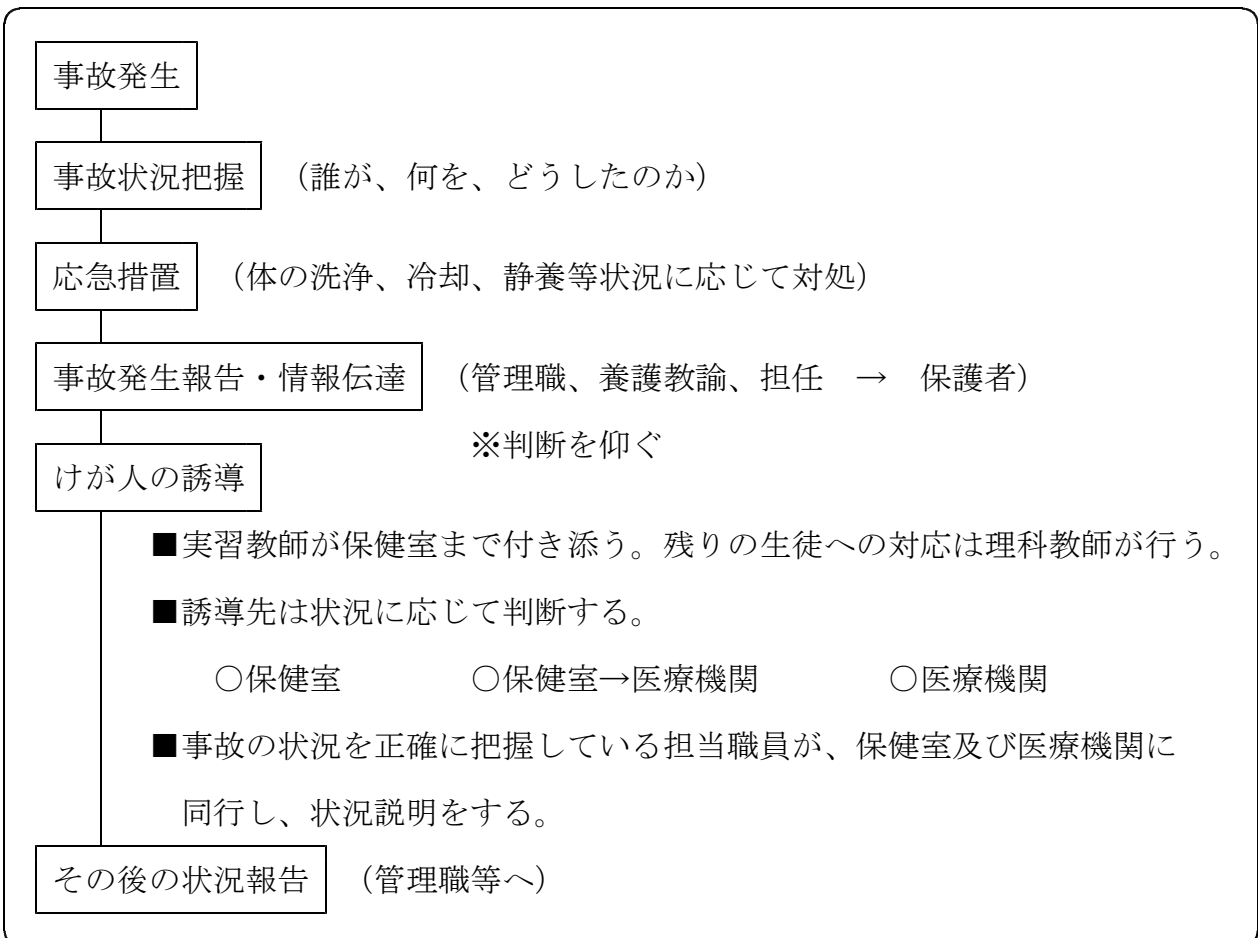 事故発生
事故状況把握 （誰が、何を、どうしたのか）
応急措置 （体の洗浄、冷却、静養等状況に応じて対処）
事故発生報告・情報伝達 （管理職、養護教諭、担任　→　保護者）
※判断を仰ぐ
けが人の誘導
■実習教師が保健室まで付き添う。残りの生徒への対応は理科教師が行う。
■誘導先は状況に応じて判断する。
○保健室　　　　○保健室→医療機関　　　　○医療機関
■事故の状況を正確に把握している担当職員が、保健室及び医療機関に
同行し、状況説明をする。
その後の状況報告 （管理職等へ）